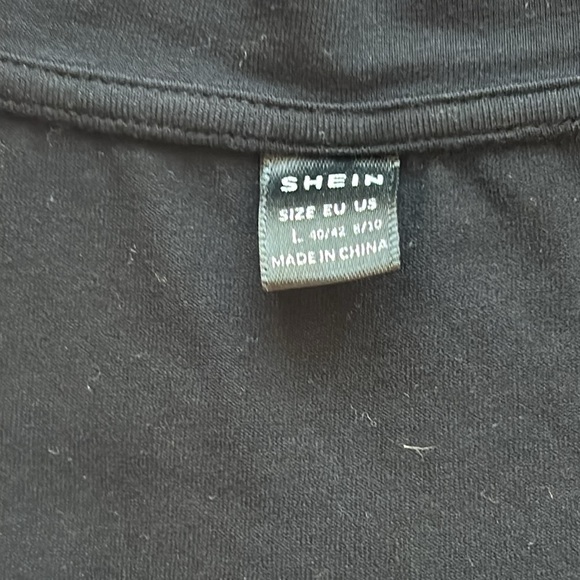 SHEIN
SIZE EU US
L 40/42 8/10
MADE IN CHINA